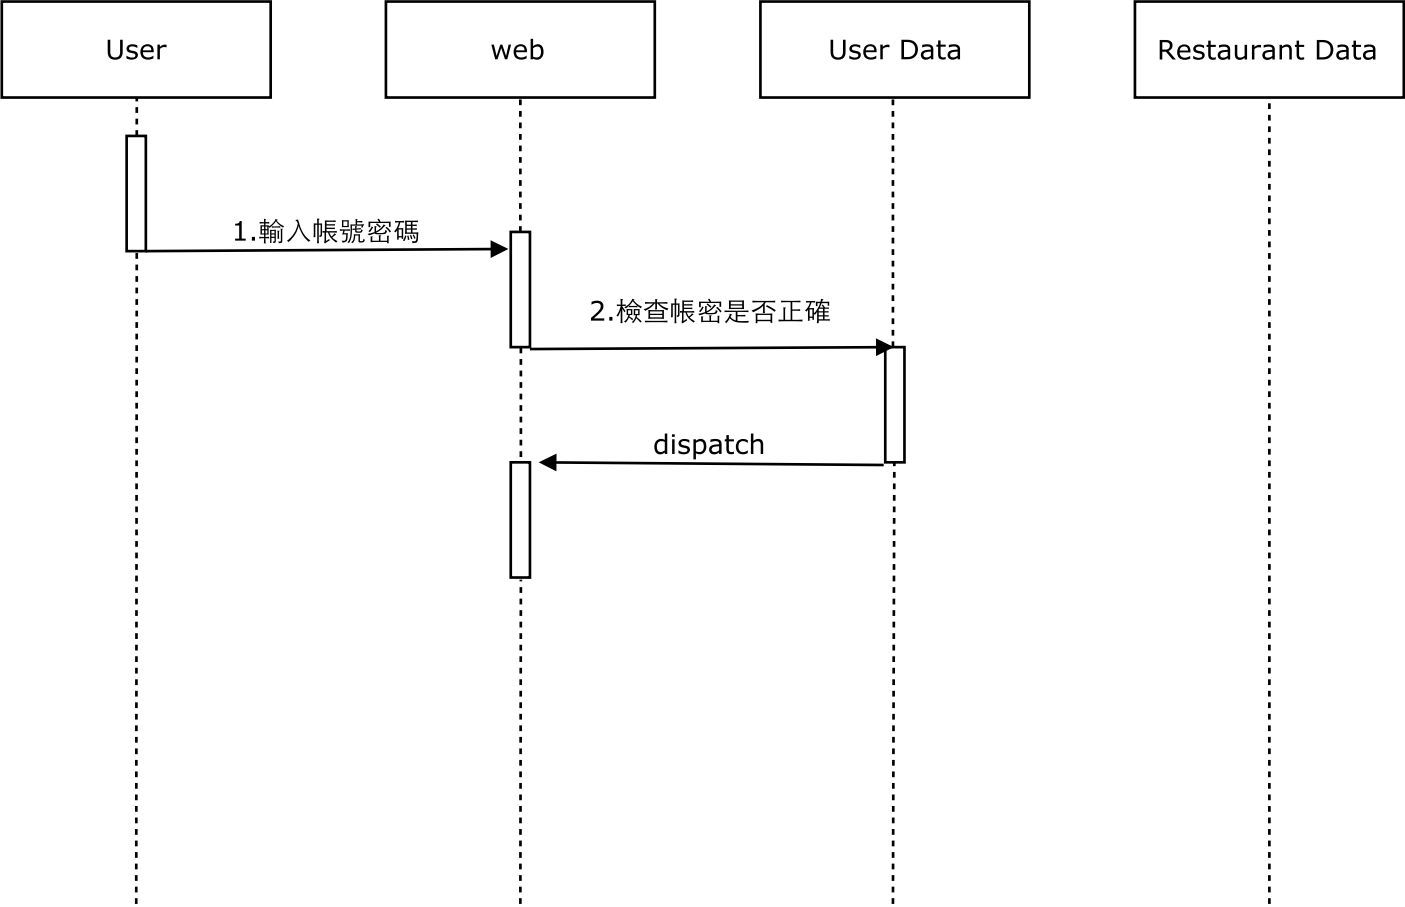 User
web
User Data
Restaurant Data
1.輸入帳號密碼
2.檢查帳密是否正確
dispatch